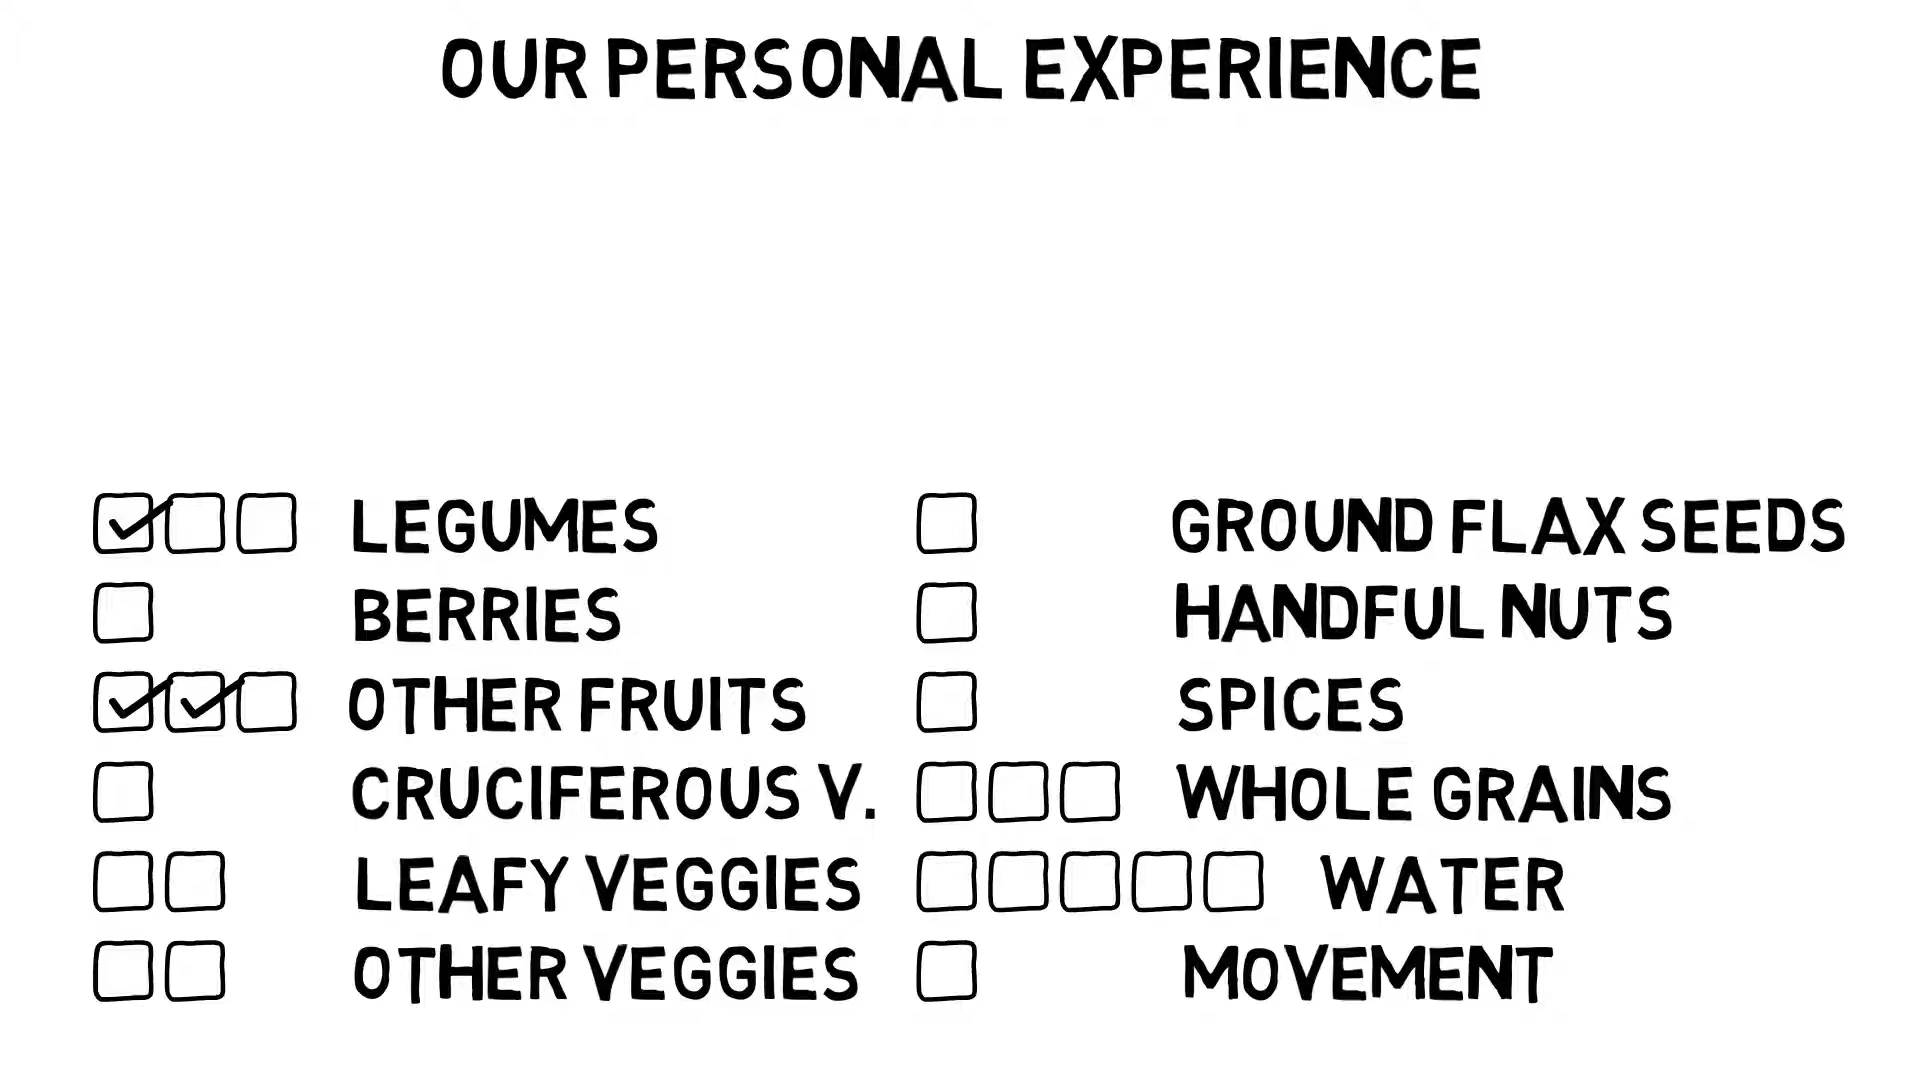 OUR PERSONAL EXPERIENCE
LEGUMES
BERRIES
OTHER FRUITS
CRUCIFEROUS V.
LEAFY VEGGIES
OTHER VEGGIES
GROUND FLAX SEEDS
HANDFUL NUTS
SPICES
WHOLE GRAINS
WATER
MOVEMENT